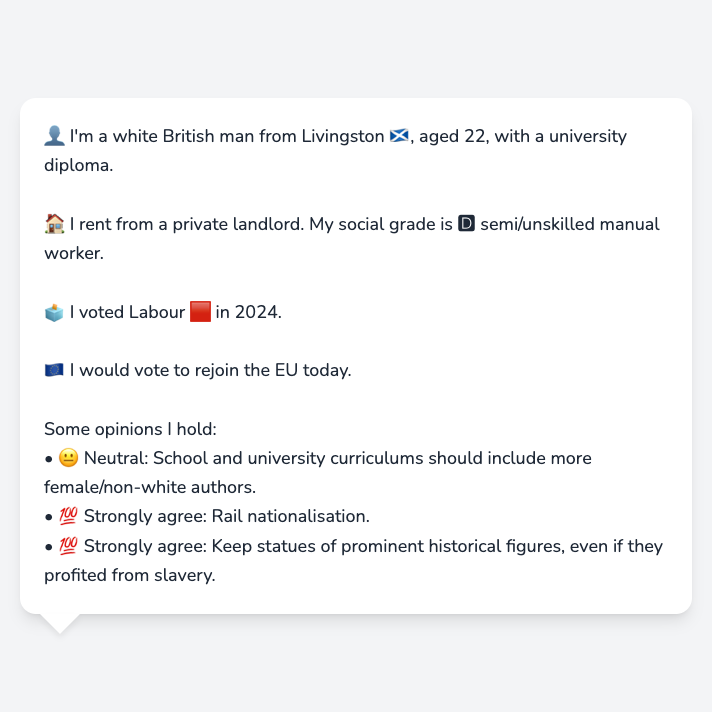 👤 I'm a white British man from Livingston 🏴󠁧󠁢󠁳󠁣󠁴󠁿, aged 22, with a university
diploma.
🏠 I rent from a private landlord. My social grade is 🅳 semi/unskilled manual
worker.
🗳️ I voted Labour 🟥 in 2024.
🇪🇺 I would vote to rejoin the EU today.
Some opinions I hold:
• 😐 Neutral: School and university curriculums should include more
female/non-white authors.
• 💯 Strongly agree: Rail nationalisation.
• 💯 Strongly agree: Keep statues of prominent historical figures, even if they
profited from slavery.